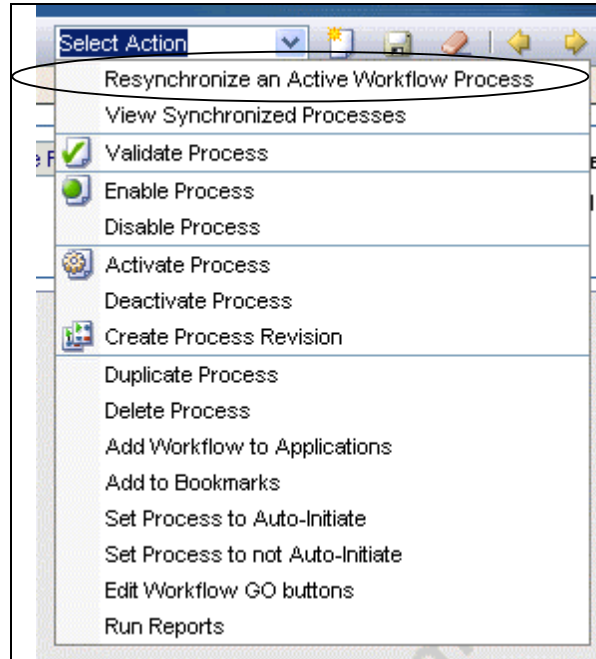 Select Action
Resynchronize an Active Workflow Process
View Synchronized Processes
Validate Process
Enable Process
Disable Process
Activate Process
Deactivate Process
Create Process Revision
Duplicate Process
Delete Process
Add Workflow to Applications
Add to Bookmarks
Set Process to Auto-Initiate
Set Process to not Auto-Initiate
Edit Workflow GO buttons
Run Reports